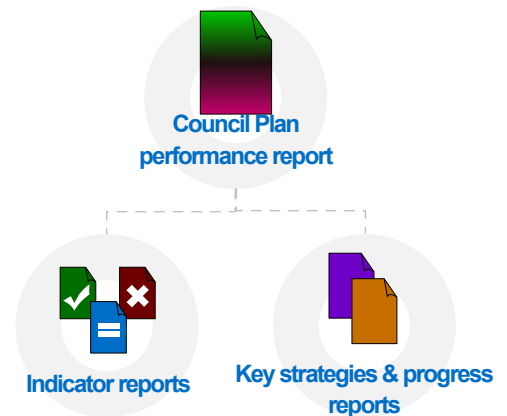 Council Plan
performance report
Indicator reports
Key strategies & progress
reports